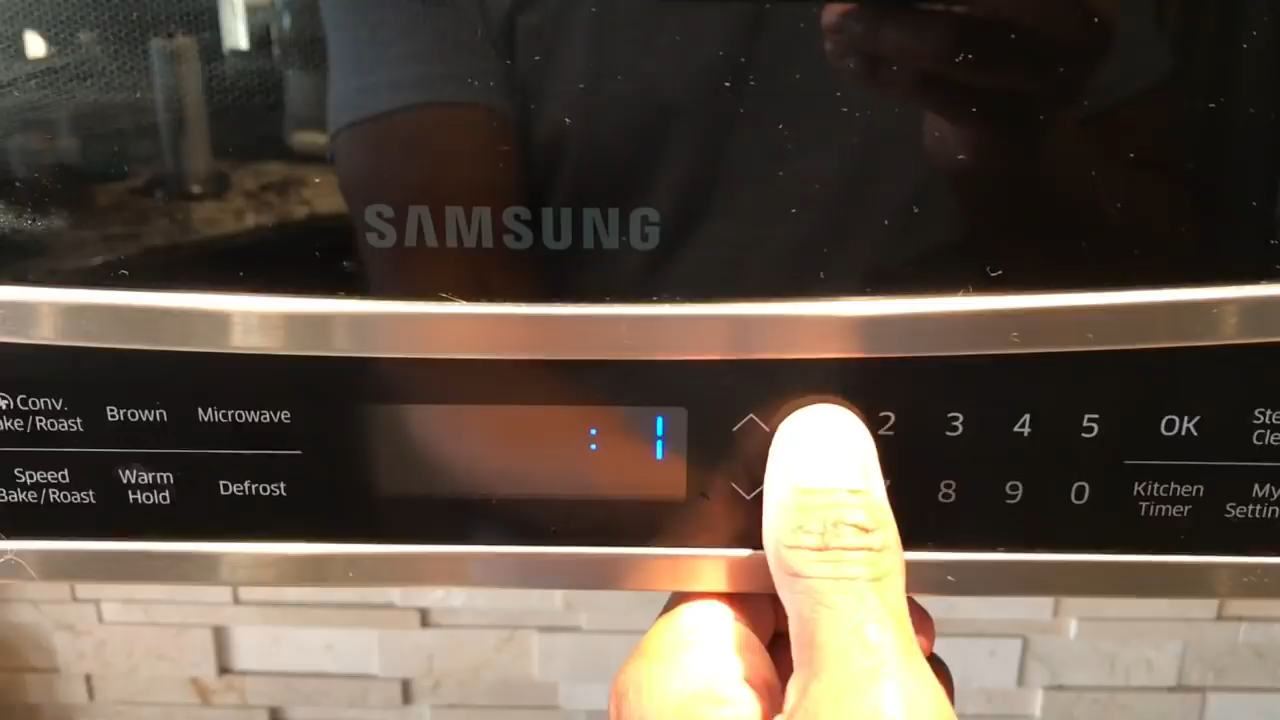 SAMSUNG
Conv.
ake/Roast
Brown
Microwave
Speed
Bake/Roast
Warm
Hold
Defrost
: 1
2 3 4 5
8 9 0
OK
Ste
Cle
Kitchen
Timer
My
Settin